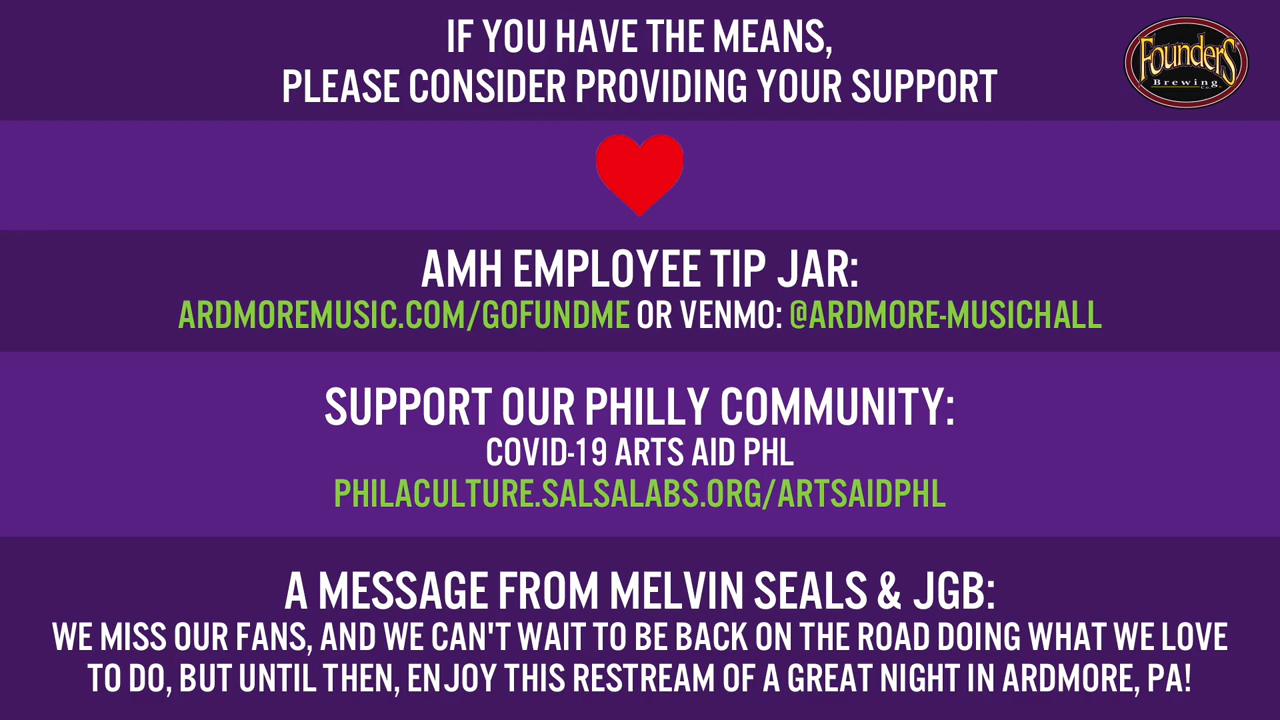 IF YOU HAVE THE MEANS,
PLEASE CONSIDER PROVIDING YOUR SUPPORT
Founders
Brewing
Co.
AMH EMPLOYEE TIP JAR:
ARDMOREMUSIC.COM/GOFUNDME OR VENMO: @ARDMORE-MUSICHALL
SUPPORT OUR PHILLY COMMUNITY:
COVID-19 ARTS AID PHL
PHILACULTURE.SALSALABS.ORG/ARTSAIDPHL
A MESSAGE FROM MELVIN SEALS & JGB:
WE MISS OUR FANS, AND WE CAN'T WAIT TO BE BACK ON THE ROAD DOING WHAT WE LOVE
TO DO, BUT UNTIL THEN, ENJOY THIS RESTREAM OF A GREAT NIGHT IN ARDMORE, PA!